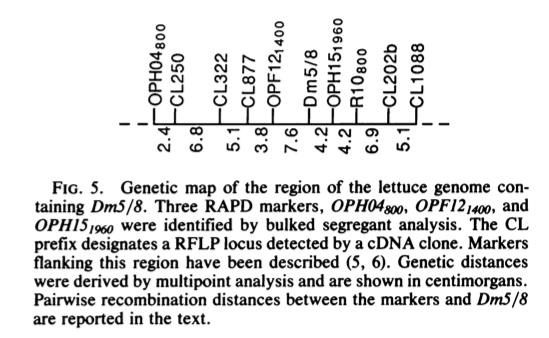 OPH04800
CL250
CL322
CL877
OPF121400
Dm5/8
OPH151960
R10800
CL202b
CL1088
2.4
6.8
5.1
3.8
7.6
4.2
4.2
6.9
5.1
FIG. 5. Genetic map of the region of the lettuce genome con-
taining Dm5/8. Three RAPD markers, OPH04800, OPF121400, and
OPH151960 were identified by bulked segregant analysis. The CL
prefix designates a RFLP locus detected by a cDNA clone. Markers
flanking this region have been described (5, 6). Genetic distances
were derived by multipoint analysis and are shown in centimorgans.
Pairwise recombination distances between the markers and Dm5/8
are reported in the text.